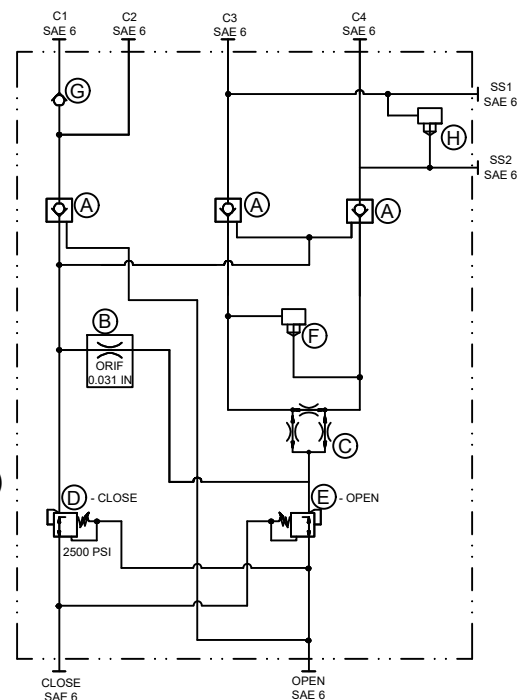 C1
SAE 6
C2
SAE 6
C3
SAE 6
C4
SAE 6
G
SS1
SAE 6
H
SS2
SAE 6
A
A
A
B
ORIF
0.031 IN
F
C
D - CLOSE
E - OPEN
2500 PSI
CLOSE
SAE 6
OPEN
SAE 6